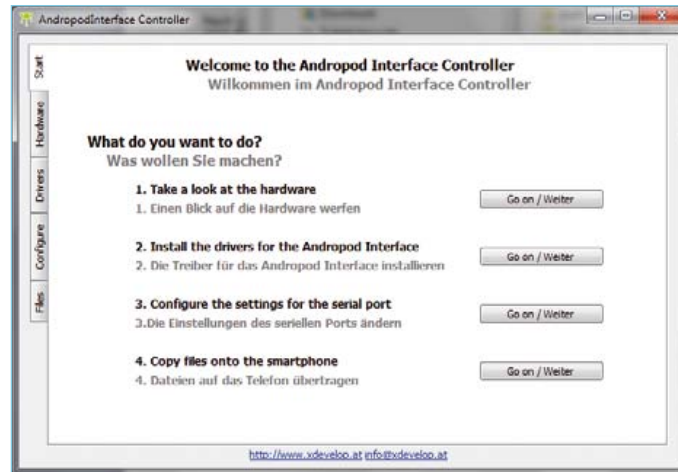 AndropodInterface Controller
Start
Hardware
Drivers
Configure
Files
Welcome to the Andropod Interface Controller
Wilkommen im Andropod Interface Controller
What do you want to do?
Was wollen Sie machen?
1. Take a look at the hardware
1. Einen Blick auf die Hardware werfen
Go on / Weiter
2. Install the drivers for the Andropod Interface
2. Die Treiber für das Andropod Interface installieren
Go on / Weiter
3. Configure the settings for the serial port
3.Die Einstellungen des seriellen Ports ändern
Go on / Weiter
4. Copy files onto the smartphone
4. Dateien auf das Telefon übertragen
Go on / Weiter
http://www.xdevelop.at info@xdevelop.at